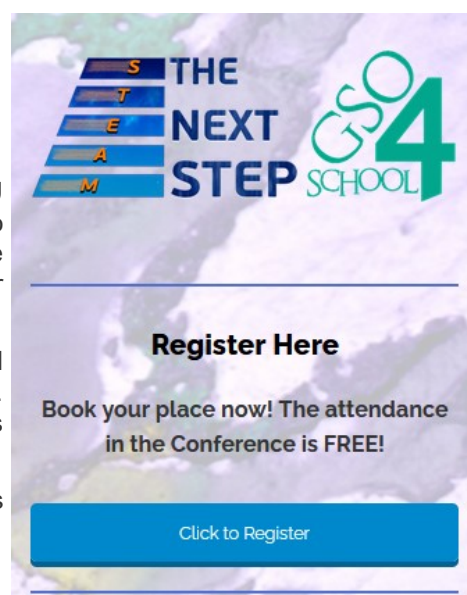 S
T
E
A
M
THE
NEXT
STEP
GSO
4
SCHOOL
Register Here
Book your place now! The attendance
in the Conference is FREE!
Click to Register